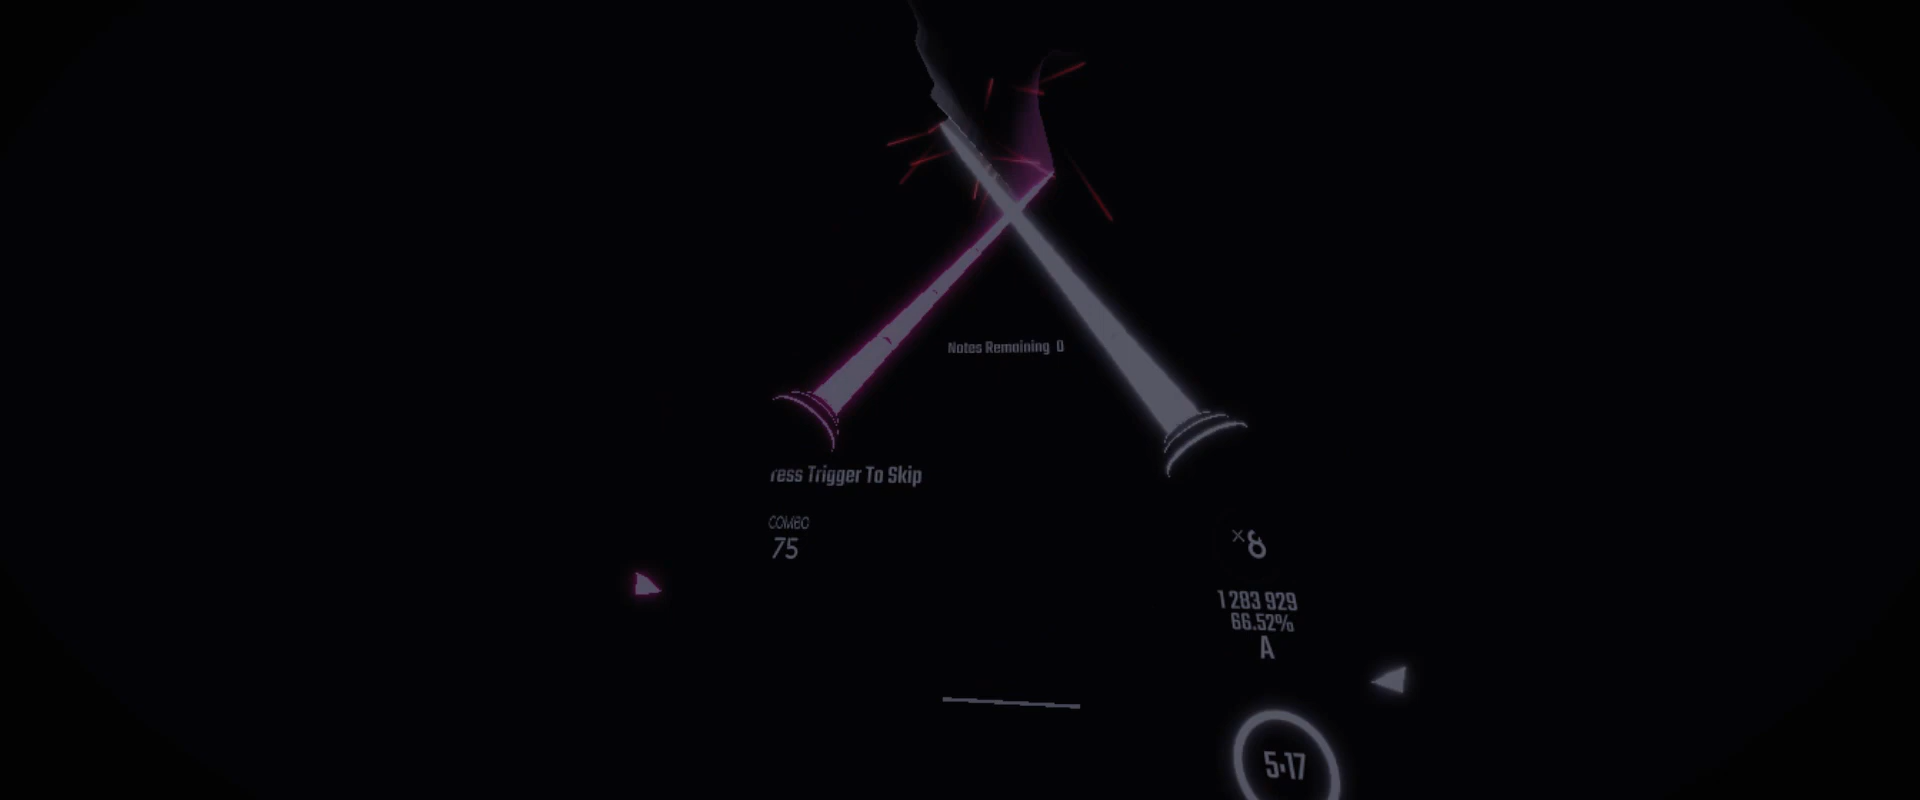 Notes Remaining 0
ress Trigger To Skip
COMBO
75
×8
1 283 929
66.52%
A
5:17